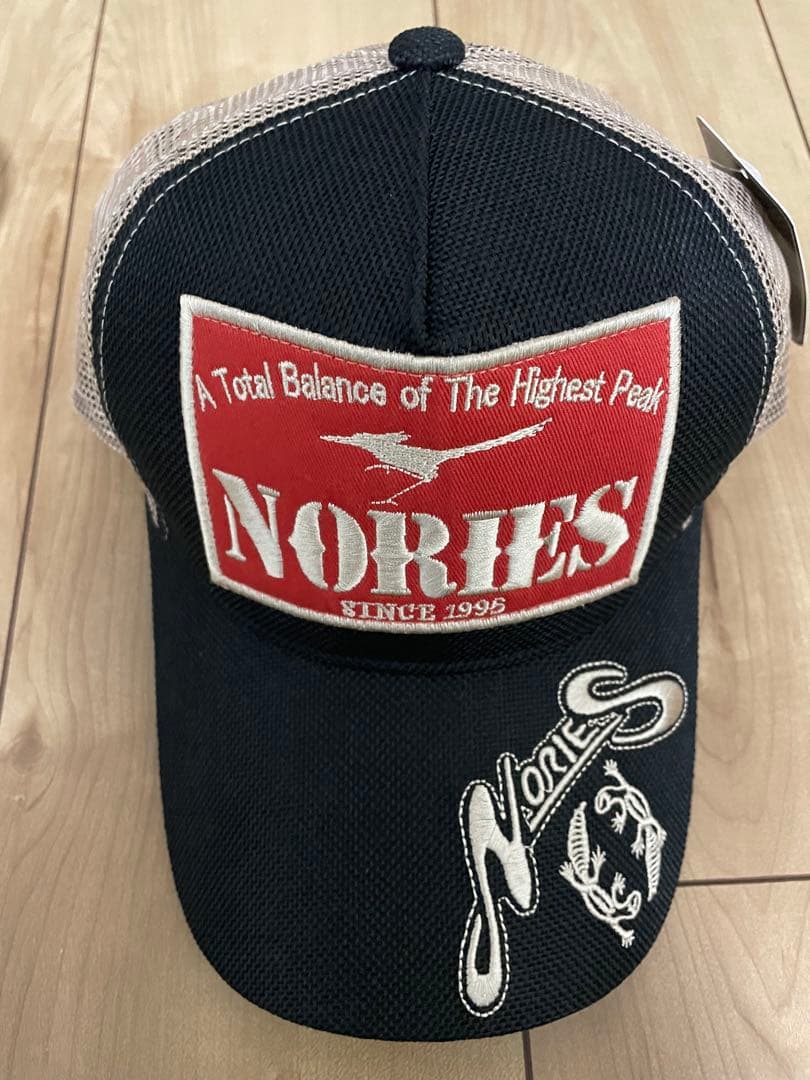 A Total Balance of The Highest Peak
NORIES
SINCE 1995
NORIES